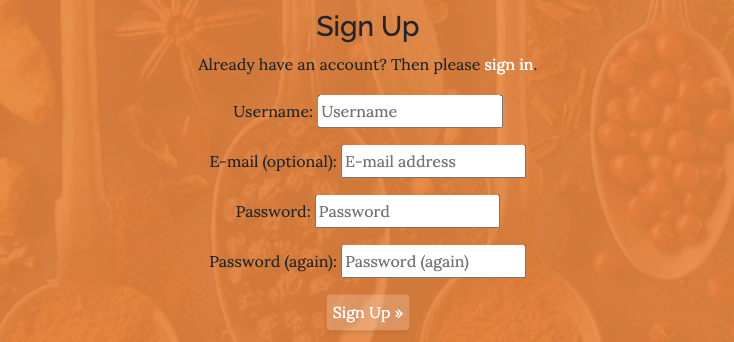 Sign Up
Already have an account? Then please sign in.
Username: Username
E-mail (optional): E-mail address
Password: Password
Password (again): Password (again)
Sign Up »